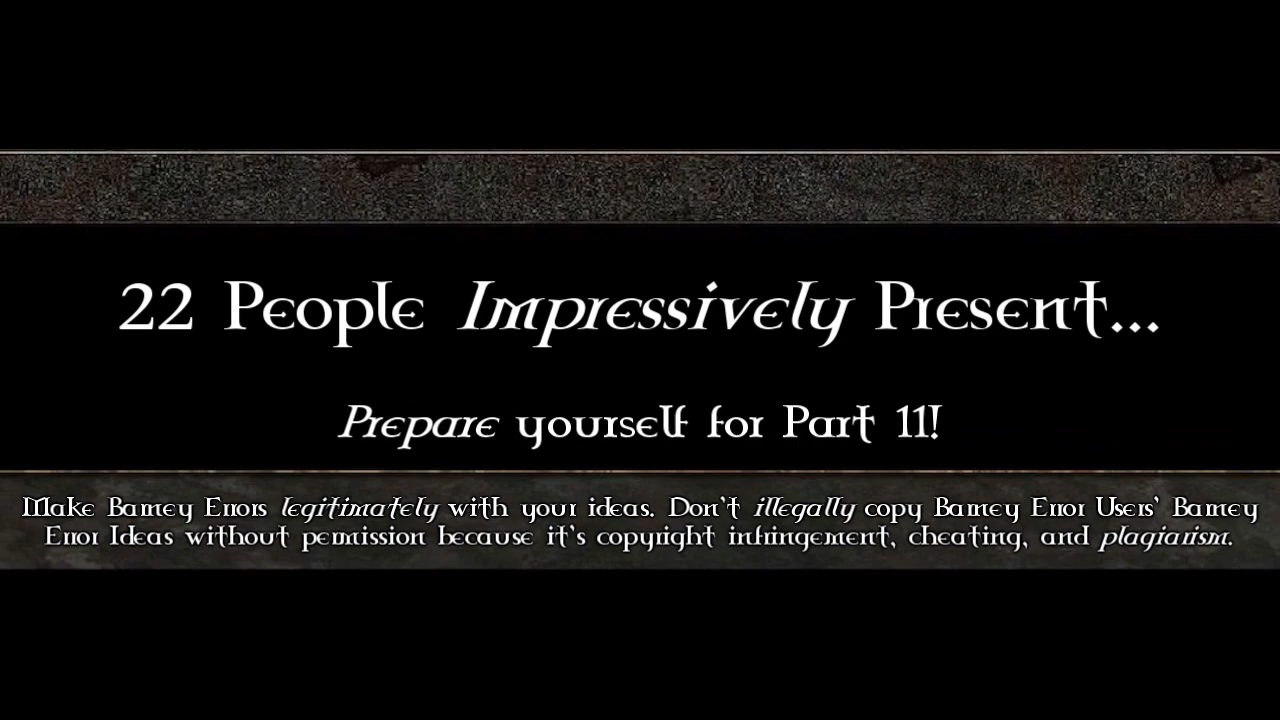 22 People Impressively Present...
Prepare yourself for Part 11!
Make Barney Errors legitimately with your ideas. Don't illegally copy Barney Error Users' Barney
Error Ideas without permission because it's copyright infringement, cheating, and plagiarism.